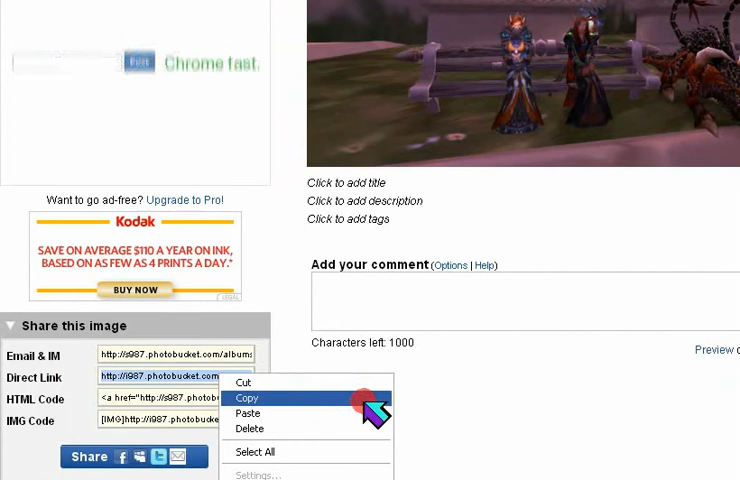 Chrome fast.
Want to go ad-free? Upgrade to Pro!
Kodak
SAVE ON AVERAGE $110 A YEAR ON INK,
BASED ON AS FEW AS 4 PRINTS A DAY.*
BUY NOW
LEGAL
Click to add title
Click to add description
Click to add tags
Add your comment (Options | Help)
Characters left: 1000
Preview
Share this image
Email & IM http://s987.photobucket.com/albums
Direct Link http://i987.photobucket.com
HTML Code <a href="http://s987.photob
IMG Code [IMG]http://i987.photobucke
Share
Cut
Copy
Paste
Delete
Select All
Settings...